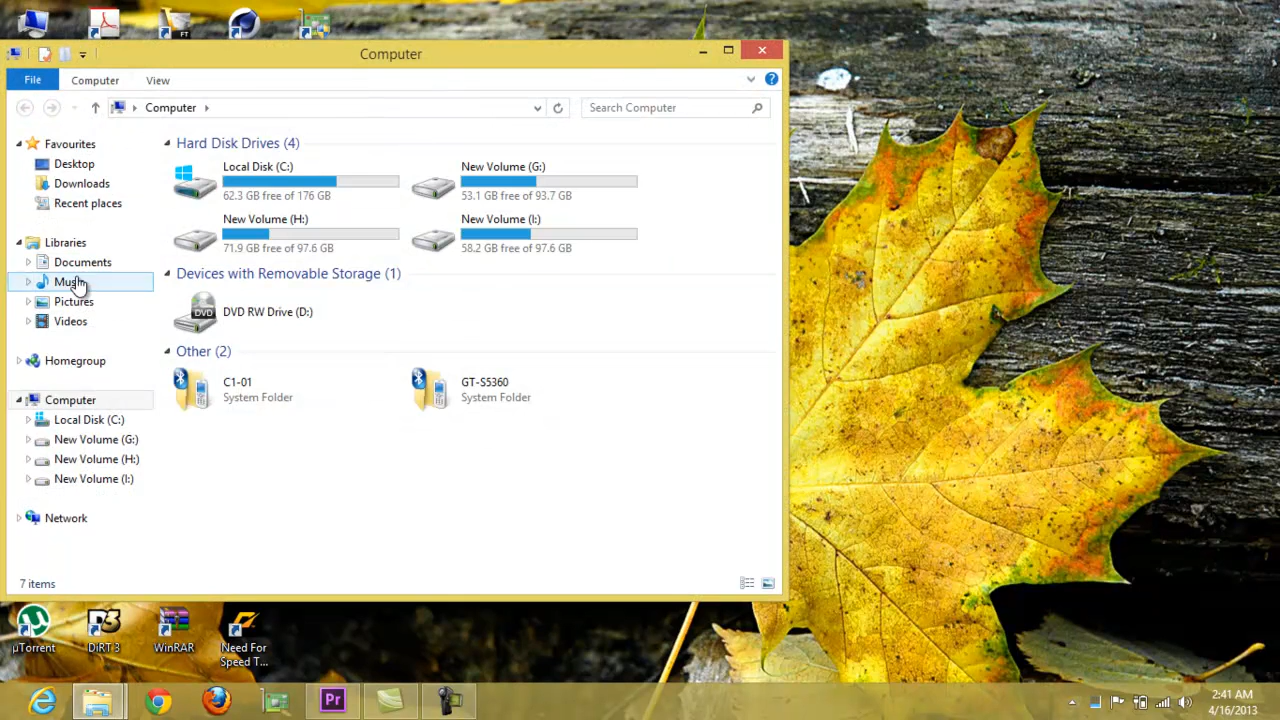 FT
Computer
File
Computer
View
Computer
Search Computer
Favourites
Desktop
Downloads
Recent places
Libraries
Documents
Pictures
Videos
Homegroup
Computer
Local Disk (C:)
New Volume (G:)
New Volume (H:)
New Volume (I:)
Network
Hard Disk Drives (4)
Local Disk (C:)
62.3 GB free of 176 GB
New Volume (G:)
53.1 GB free of 93.7 GB
New Volume (H:)
71.9 GB free of 97.6 GB
New Volume (I:)
58.2 GB free of 97.6 GB
Devices with Removable Storage (1)
DVD
DVD RW Drive (D:)
Other (2)
C1-01
System Folder
GT-S5360
System Folder
7 items
µTorrent
D3
DiRT 3
WinRAR
Need For
Speed T...
Pr
2:41 AM
4/16/2013